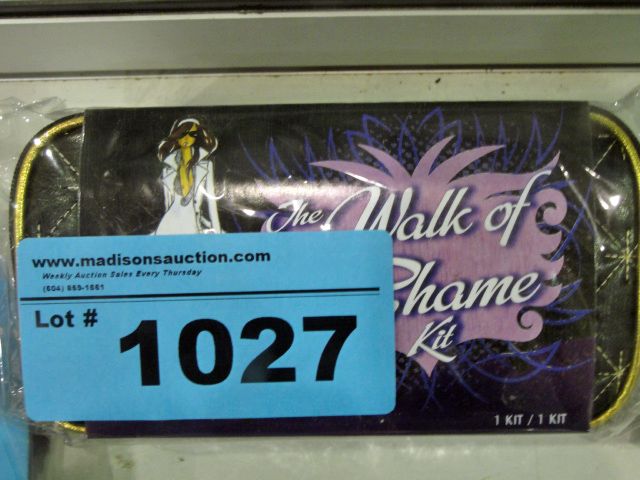 The Walk of
Shame
Kit
1 KIT / 1 KIT
www.madisonsauction.com
Weekly Auction Sales Every Thursday
Lot # 1027